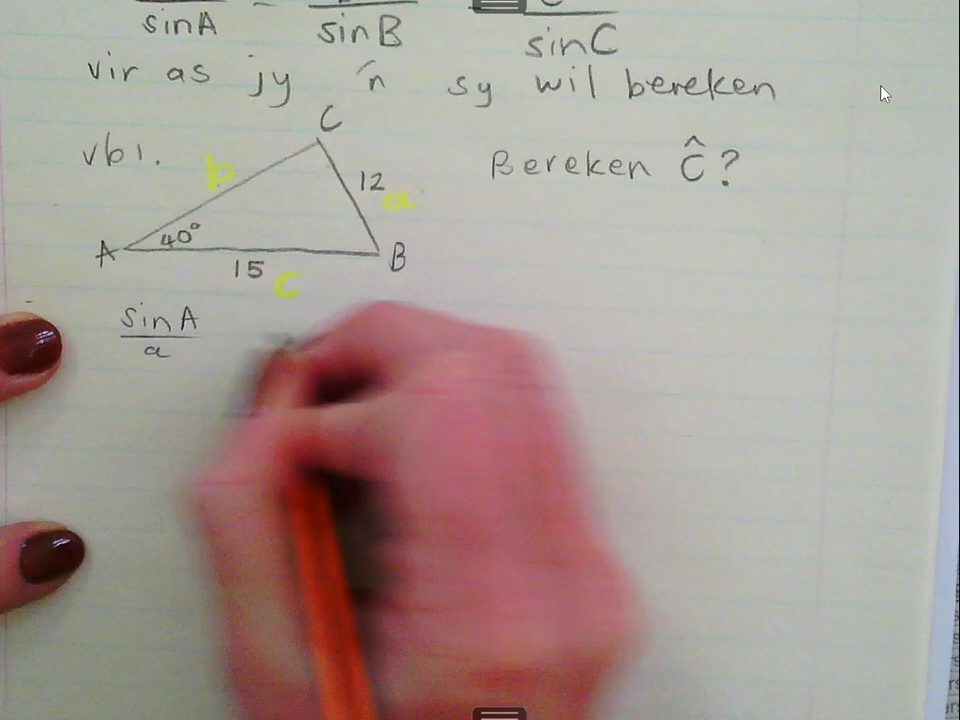 sinA sinB sinC
vir as jy 'n sy wil bereken
vb1. Bereken Ĉ?
C
b
12
a
A 40° B
15
c
sinA
a